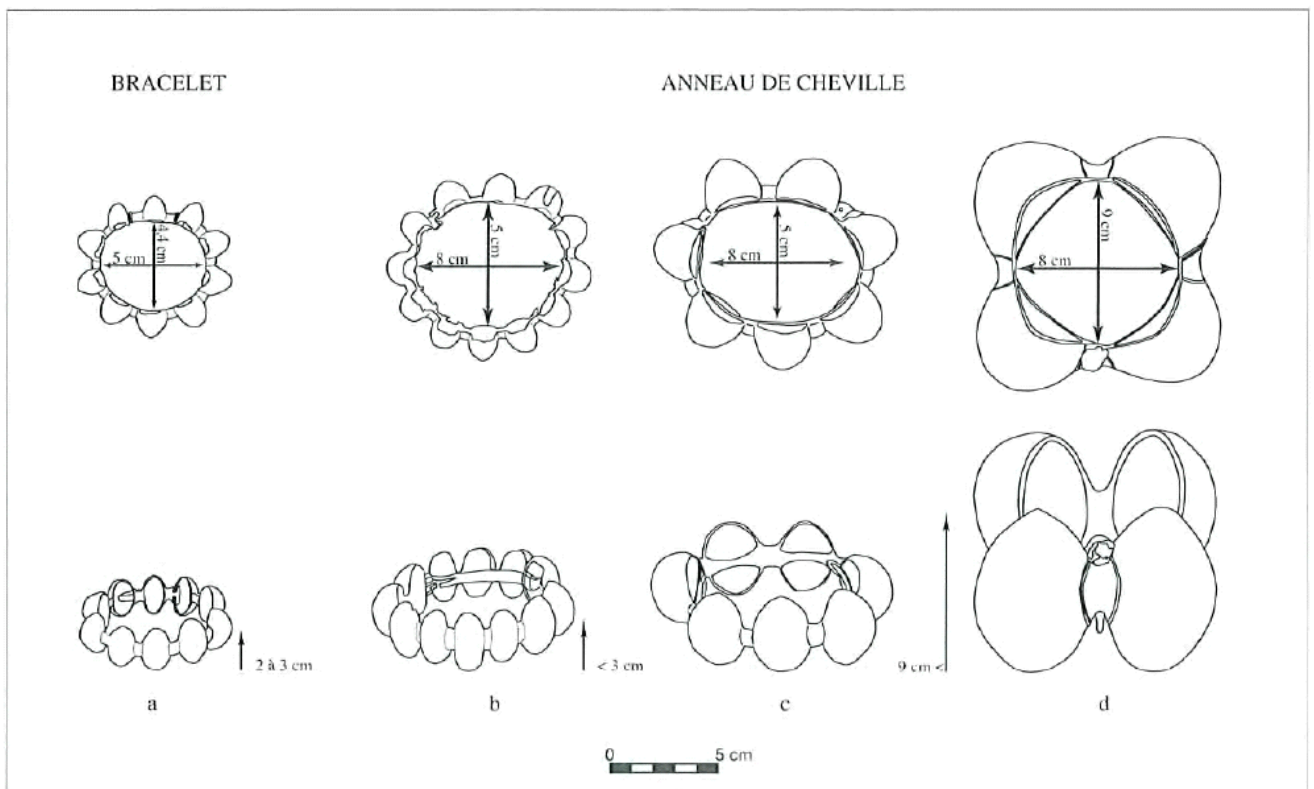 BRACELET
ANNEAU DE CHEVILLE
4,4 cm
5 cm
5 cm
8 cm
5 cm
8 cm
9 cm
8 cm
2 à 3 cm
< 3 cm
9 cm <
a
b
c
d
0 5 cm